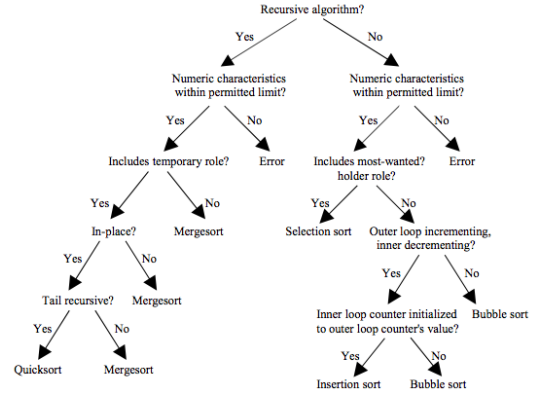 Recursive algorithm?
Yes
No
Numeric characteristics
within permitted limit?
Numeric characteristics
within permitted limit?
Yes
No
Yes
No
Includes temporary role?
Error
Includes most-wanted?
holder role?
Error
Yes
No
Yes
No
In-place?
Mergesort
Selection sort
Outer loop incrementing,
inner decrementing?
Yes
No
Yes
No
Tail recursive?
Mergesort
Inner loop counter initialized
to outer loop counter's value?
Bubble sort
Yes
No
Yes
No
Quicksort
Mergesort
Insertion sort
Bubble sort